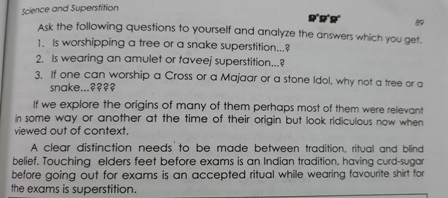 Science and Superstition
89
Ask the following questions to yourself and analyze the answers which you get.
1. Is worshipping a tree or a snake superstition...?
2. Is wearing an amulet or taveej superstition...?
3. If one can worship a Cross or a Majaar or a stone Idol, why not a tree or a
snake...????
If we explore the origins of many of them perhaps most of them were relevant
in some way or another at the time of their origin but look ridiculous now when
viewed out of context.
A clear distinction needs to be made between tradition, ritual and blind
belief. Touching elders feet before exams is an Indian tradition, having curd-sugar
before going out for exams is an accepted ritual while wearing favourite shirt for
the exams is superstition.